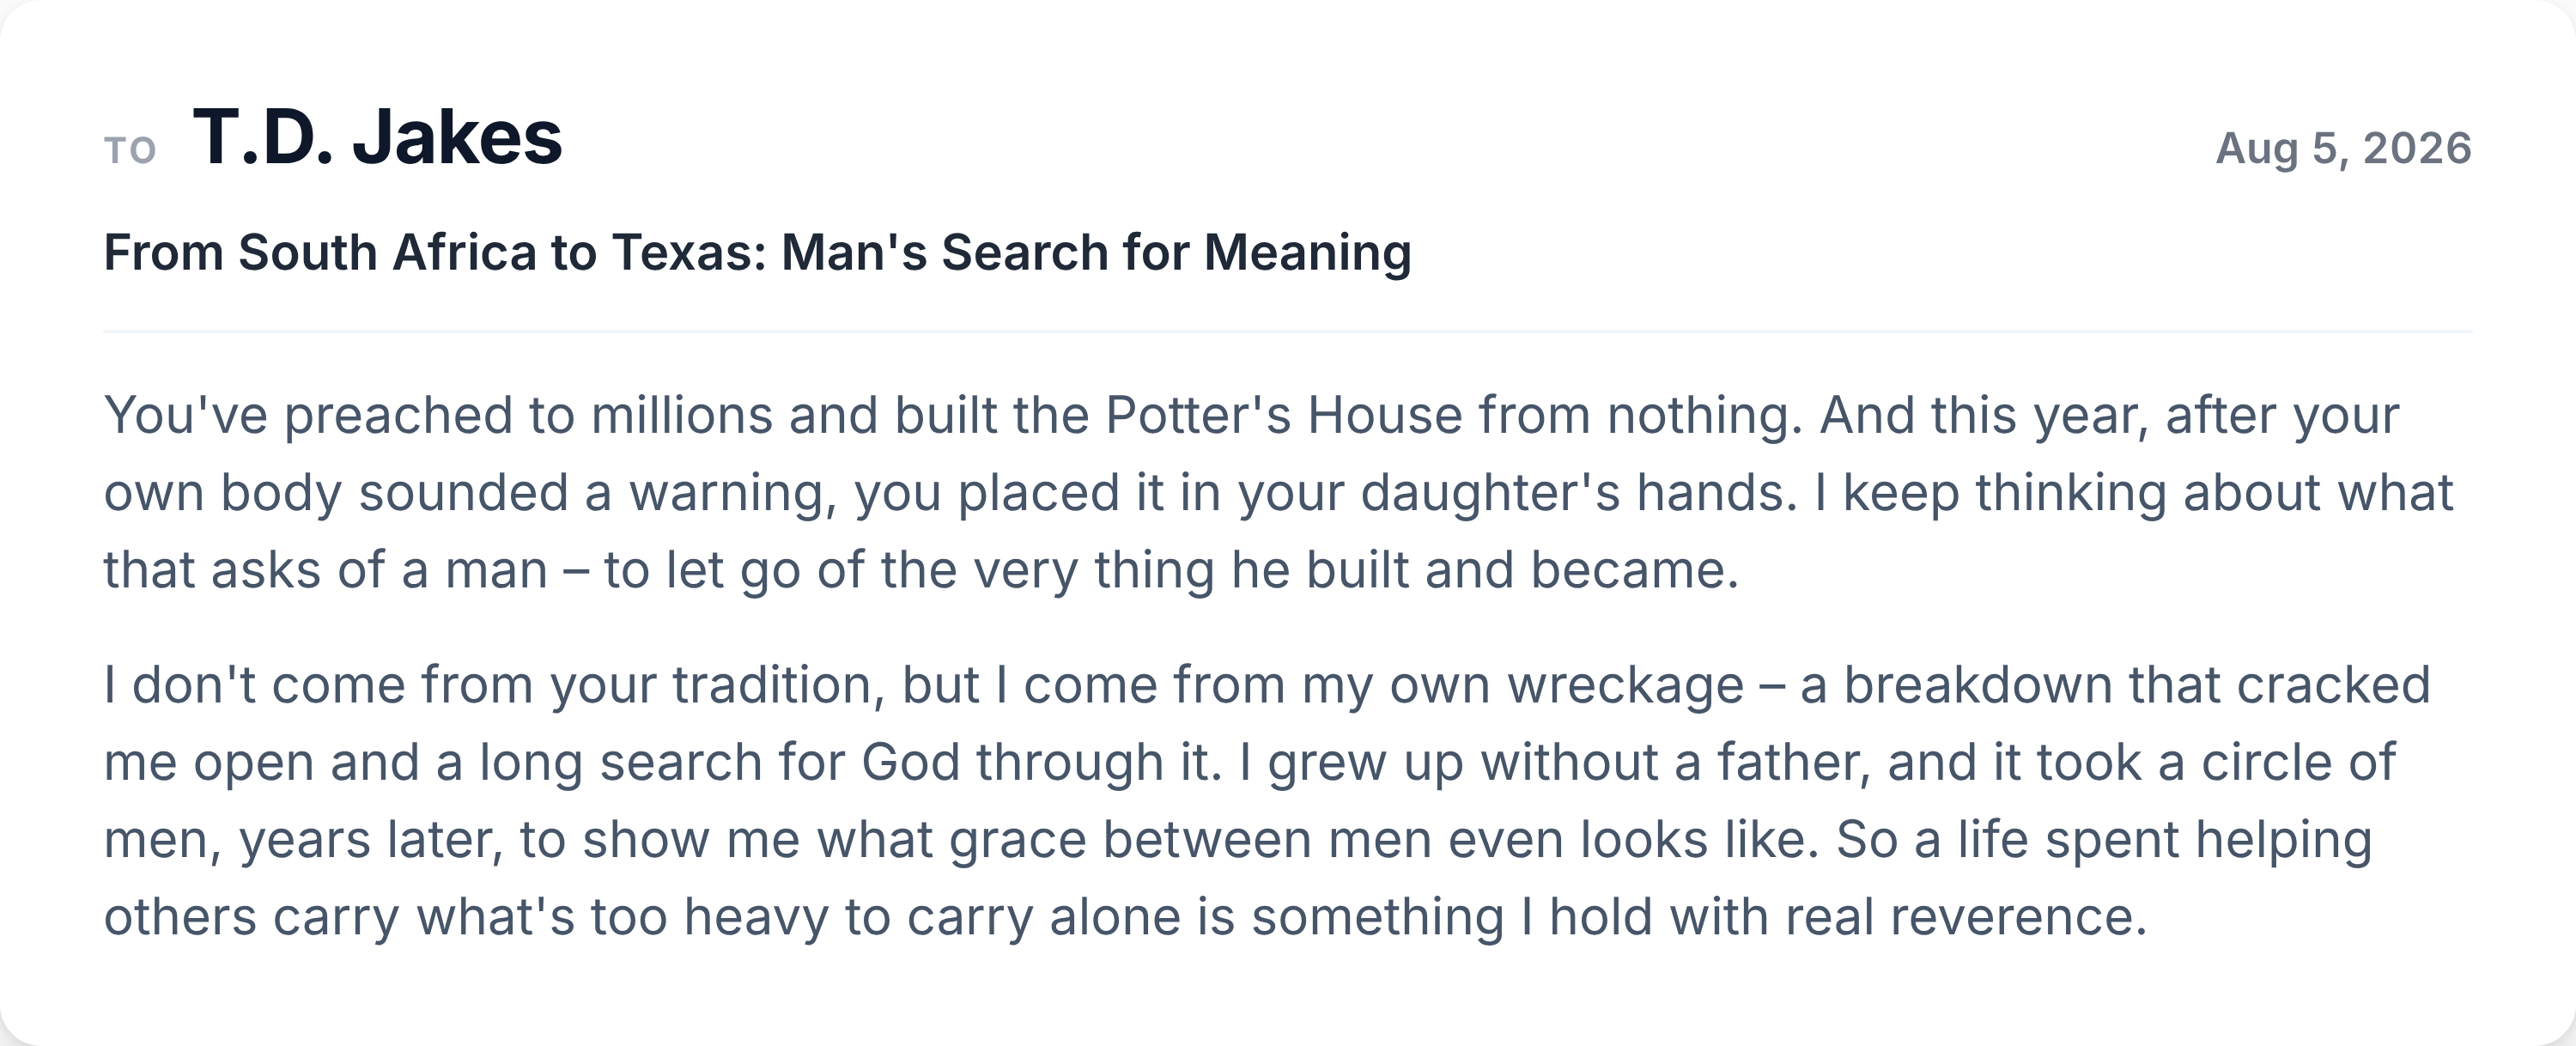 TO T.D. Jakes Aug 5, 2026
From South Africa to Texas: Man's Search for Meaning
You've preached to millions and built the Potter's House from nothing. And this year, after your
own body sounded a warning, you placed it in your daughter's hands. I keep thinking about what
that asks of a man – to let go of the very thing he built and became.
I don't come from your tradition, but I come from my own wreckage – a breakdown that cracked
me open and a long search for God through it. I grew up without a father, and it took a circle of
men, years later, to show me what grace between men even looks like. So a life spent helping
others carry what's too heavy to carry alone is something I hold with real reverence.